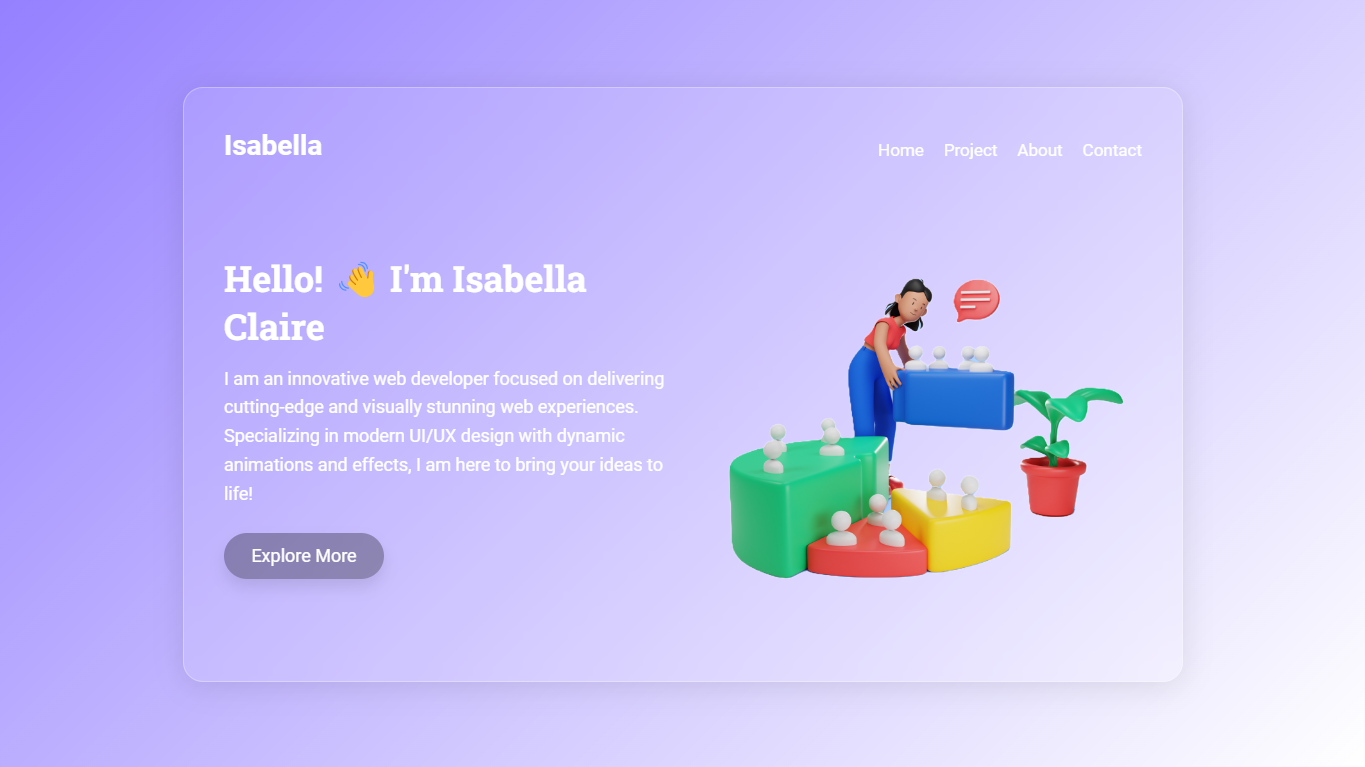 Isabella
Home Project About Contact
Hello! 👋 I'm Isabella
Claire
I am an innovative web developer focused on delivering
cutting-edge and visually stunning web experiences.
Specializing in modern UI/UX design with dynamic
animations and effects, I am here to bring your ideas to
life!
Explore More